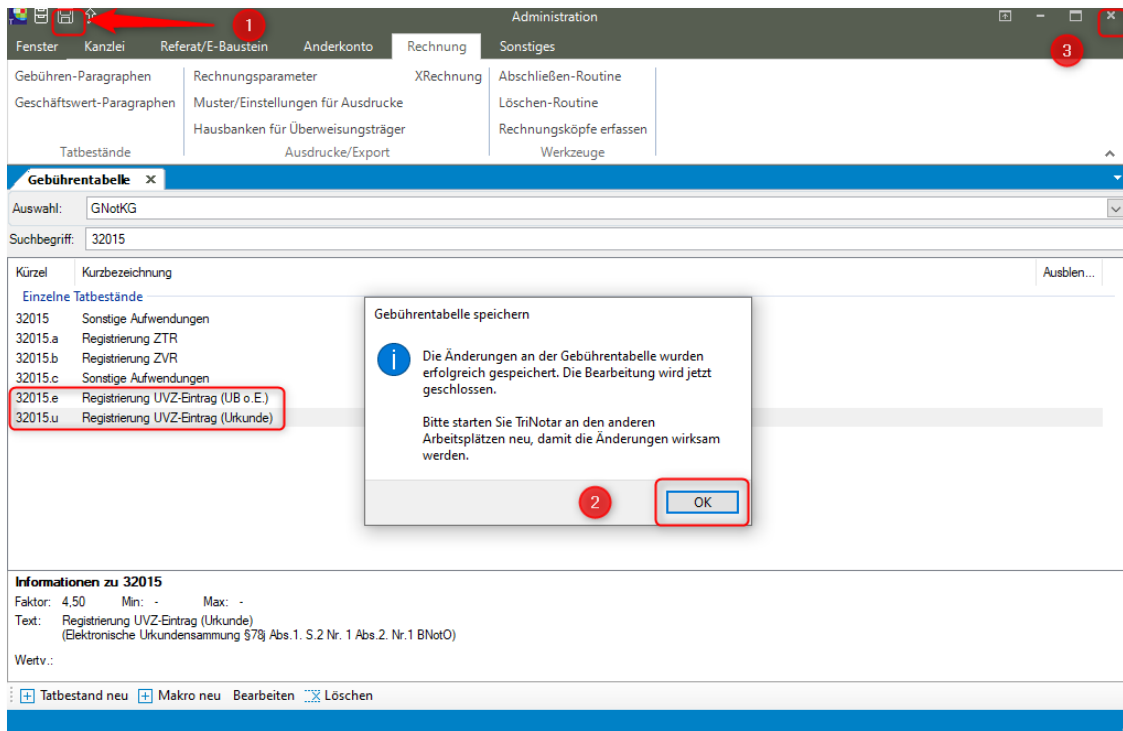 Administration
1
3
Fenster Kanzlei Referat/E-Baustein Anderkonto Rechnung Sonstiges
Gebühren-Paragraphen Rechnungsparameter XRechnung Abschließen-Routine
Geschäftswert-Paragraphen Muster/Einstellungen für Ausdrucke Löschen-Routine
Hausbanken für Überweisungsträger Rechnungsköpfe erfassen
Tatbestände Ausdrucke/Export Werkzeuge
Gebührentabelle
Auswahl: GNotKG
Suchbegriff: 32015
Kürzel Kurzbezeichnung Ausblen...
Einzelne Tatbestände
32015 Sonstige Aufwendungen
32015.a Registrierung ZTR
32015.b Registrierung ZVR
32015.c Sonstige Aufwendungen
32015.e Registrierung UVZ-Eintrag (UB o.E.)
32015.u Registrierung UVZ-Eintrag (Urkunde)
Gebührentabelle speichern
Die Änderungen an der Gebührentabelle wurden
erfolgreich gespeichert. Die Bearbeitung wird jetzt
geschlossen.
Bitte starten Sie TriNotar an den anderen
Arbeitsplätzen neu, damit die Änderungen wirksam
werden.
2
OK
Informationen zu 32015
Faktor: 4,50 Min: - Max: -
Text: Registrierung UVZ-Eintrag (Urkunde)
(Elektronische Urkundensammung §78j Abs.1. S.2 Nr. 1 Abs.2. Nr.1 BNotO)
Wertv.:
Tatbestand neu Makro neu Bearbeiten Löschen